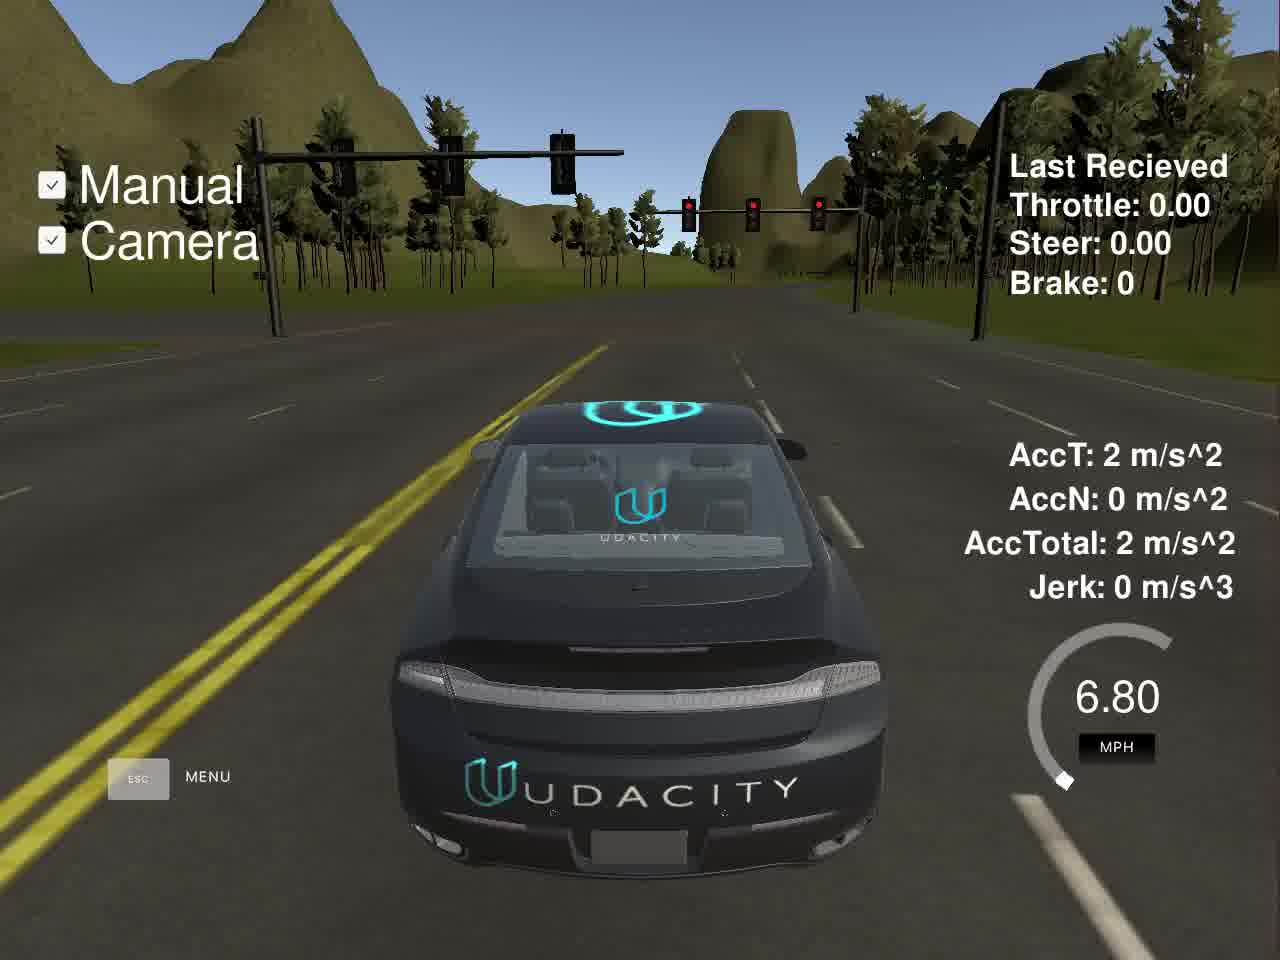 Manual
Camera
Last Recieved
Throttle: 0.00
Steer: 0.00
Brake: 0
AccT: 2 m/s^2
AccN: 0 m/s^2
AccTotal: 2 m/s^2
Jerk: 0 m/s^3
UDACITY
6.80
MPH
ESC
MENU
UDACITY